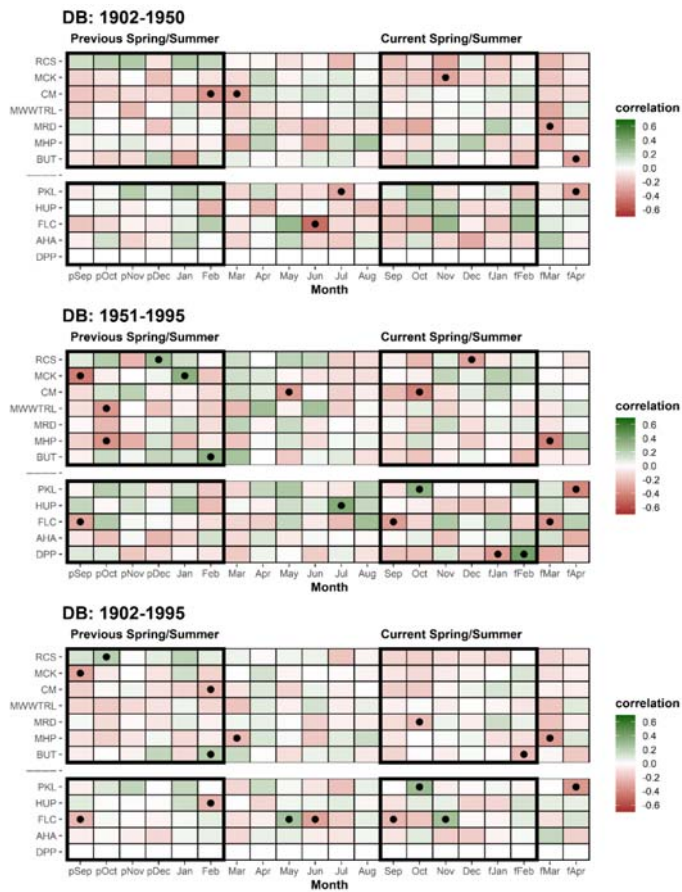 DB: 1902-1950
Previous Spring/Summer Current Spring/Summer
RCS
MCK
CM
MWWTRL
MRD
MHP
BUT
PKL
HUP
FLC
AHA
DPP
correlation
0.6
0.4
0.2
0.0
-0.2
-0.4
-0.6
pSep pOct pNov pDec Jan Feb Mar Apr May Jun Jul Aug Sep Oct Nov Dec fJan fFeb fMar fApr
Month
DB: 1951-1995
Previous Spring/Summer Current Spring/Summer
RCS
MCK
CM
MWWTRL
MRD
MHP
BUT
PKL
HUP
FLC
AHA
DPP
correlation
0.6
0.4
0.2
0.0
-0.2
-0.4
-0.6
pSep pOct pNov pDec Jan Feb Mar Apr May Jun Jul Aug Sep Oct Nov Dec fJan fFeb fMar fApr
Month
DB: 1902-1995
Previous Spring/Summer Current Spring/Summer
RCS
MCK
CM
MWWTRL
MRD
MHP
BUT
PKL
HUP
FLC
AHA
DPP
correlation
0.6
0.4
0.2
0.0
-0.2
-0.4
-0.6
pSep pOct pNov pDec Jan Feb Mar Apr May Jun Jul Aug Sep Oct Nov Dec fJan fFeb fMar fApr
Month